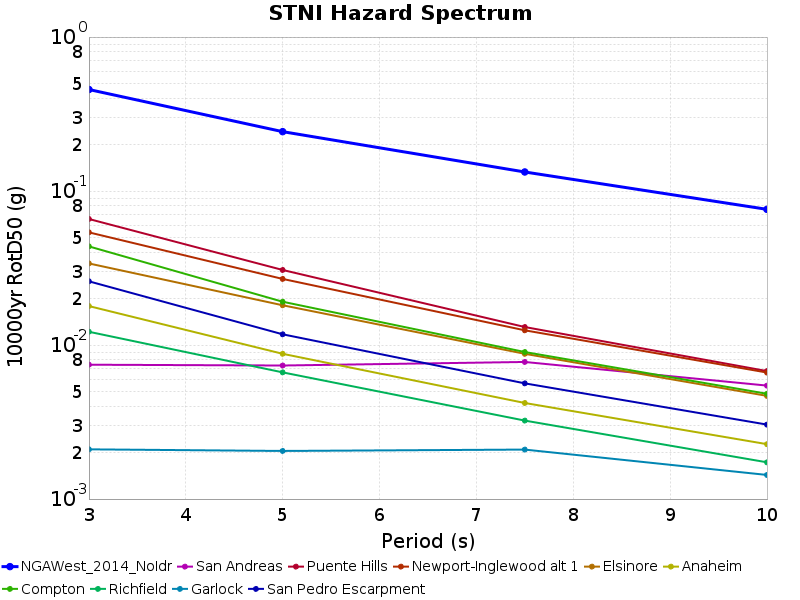 STNI Hazard Spectrum
10000yr RotD50 (g)
10^0
8
5
3
2
10^-1
8
5
3
2
10^-2
8
5
3
2
10^-3
3 4 5 6 7 8 9 10
Period (s)
NGAWest_2014_NoIdr San Andreas Puente Hills Newport-Inglewood alt 1 Elsinore Anaheim
Compton Richfield Garlock San Pedro Escarpment